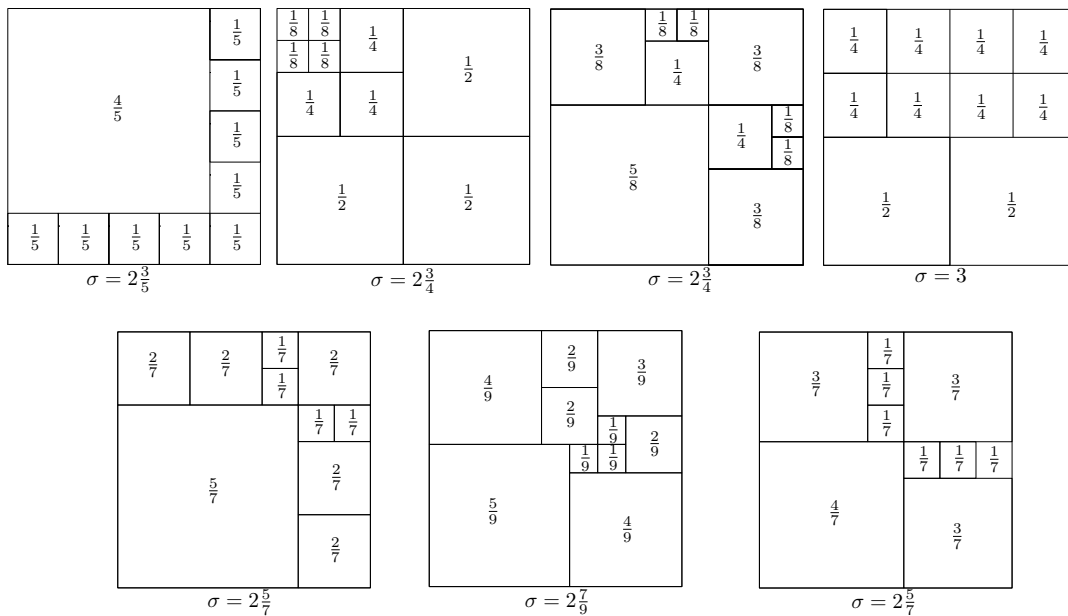 1/5
4/5
1/5
1/5
1/5
1/5 1/5 1/5 1/5 1/5
σ = 2 3/5
1/8 1/8 1/4 1/2
1/8 1/8
1/4 1/4
1/2 1/2
σ = 2 3/4
3/8 1/8 1/8 3/8
1/4
1/4 1/8
1/8
5/8
3/8
σ = 2 3/4
1/4 1/4 1/4 1/4
1/4 1/4 1/4 1/4
1/2 1/2
σ = 3
2/7 2/7 1/7 2/7
1/7
1/7 1/7
5/7 2/7
2/7
σ = 2 5/7
4/9 2/9 3/9
2/9
1/9 2/9
1/9 1/9
5/9 4/9
σ = 2 7/9
3/7 1/7 3/7
1/7
1/7
1/7 1/7 1/7
4/7 3/7
σ = 2 5/7